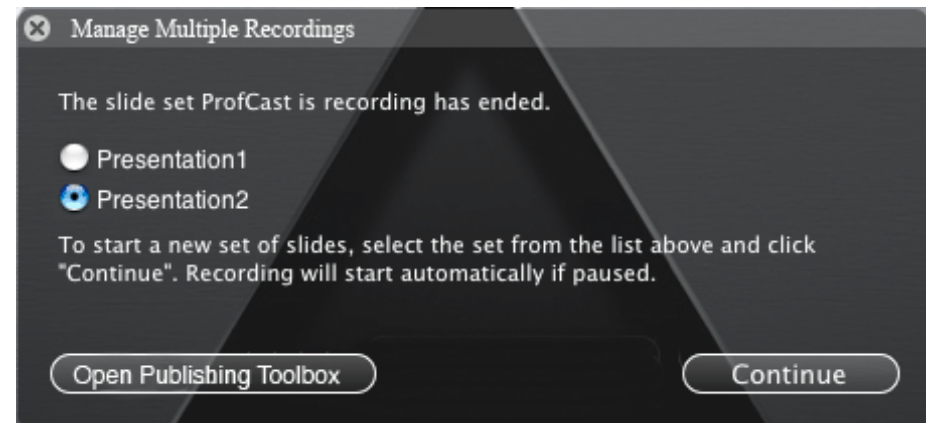 Manage Multiple Recordings
The slide set ProfCast is recording has ended.
Presentation1
Presentation2
To start a new set of slides, select the set from the list above and click
"Continue". Recording will start automatically if paused.
Open Publishing Toolbox
Continue